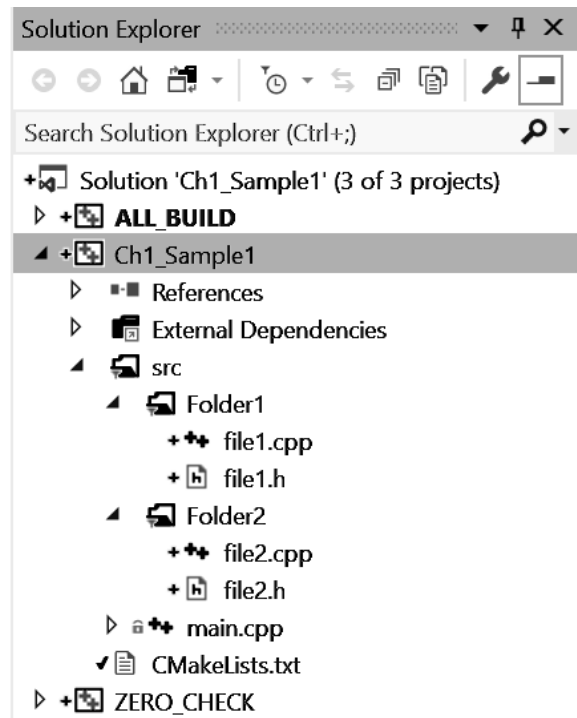 Solution Explorer
Search Solution Explorer (Ctrl+;)
Solution 'Ch1_Sample1' (3 of 3 projects)
ALL_BUILD
Ch1_Sample1
References
External Dependencies
src
Folder1
file1.cpp
file1.h
Folder2
file2.cpp
file2.h
main.cpp
CMakeLists.txt
ZERO_CHECK